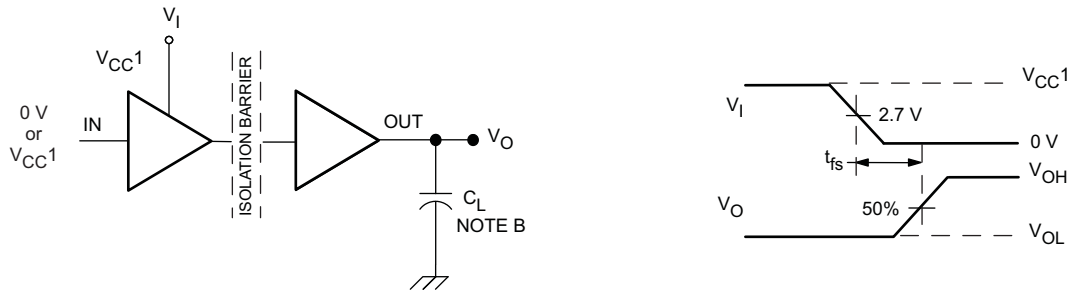 V_I
V_CC1
0 V
or
V_CC1
IN
ISOLATION BARRIER
OUT
V_O
C_L
NOTE B
V_I
V_CC1
2.7 V
0 V
t_fs
V_O
50%
V_OH
V_OL